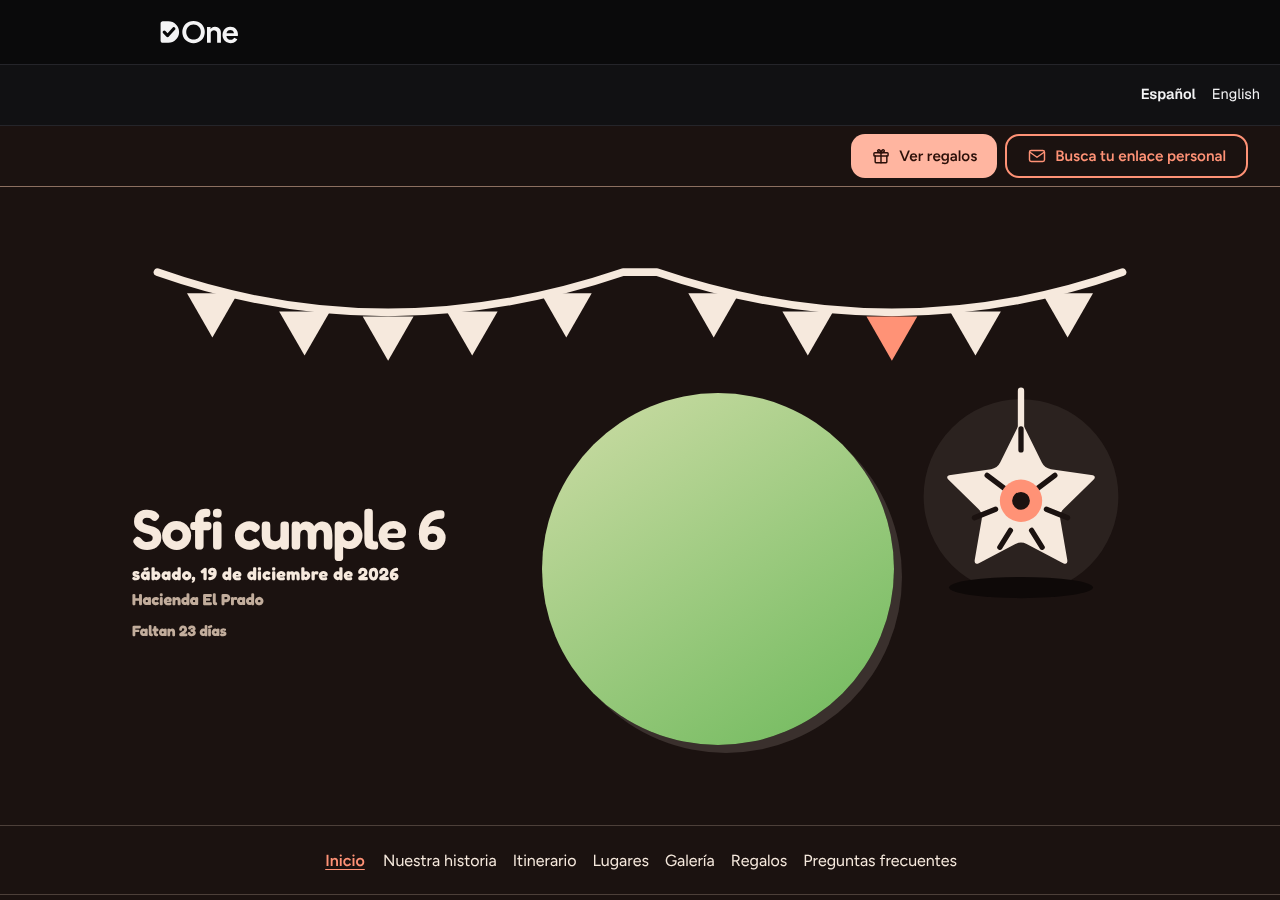 One
Español English
Ver regalos Busca tu enlace personal
Sofi cumple 6
sábado, 19 de diciembre de 2026
Hacienda El Prado
Faltan 23 días
Inicio Nuestra historia Itinerario Lugares Galería Regalos Preguntas frecuentes